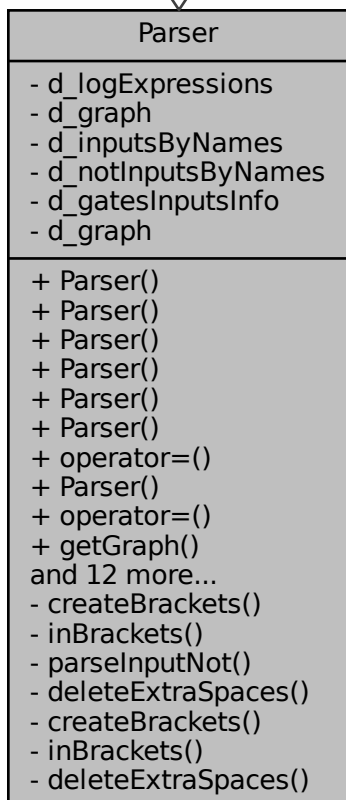 Parser
- d_logExpressions
- d_graph
- d_inputsByNames
- d_notInputsByNames
- d_gatesInputsInfo
- d_graph
+ Parser()
+ Parser()
+ Parser()
+ Parser()
+ Parser()
+ Parser()
+ operator=()
+ Parser()
+ operator=()
+ getGraph()
and 12 more...
- createBrackets()
- inBrackets()
- parseInputNot()
- deleteExtraSpaces()
- createBrackets()
- inBrackets()
- deleteExtraSpaces()